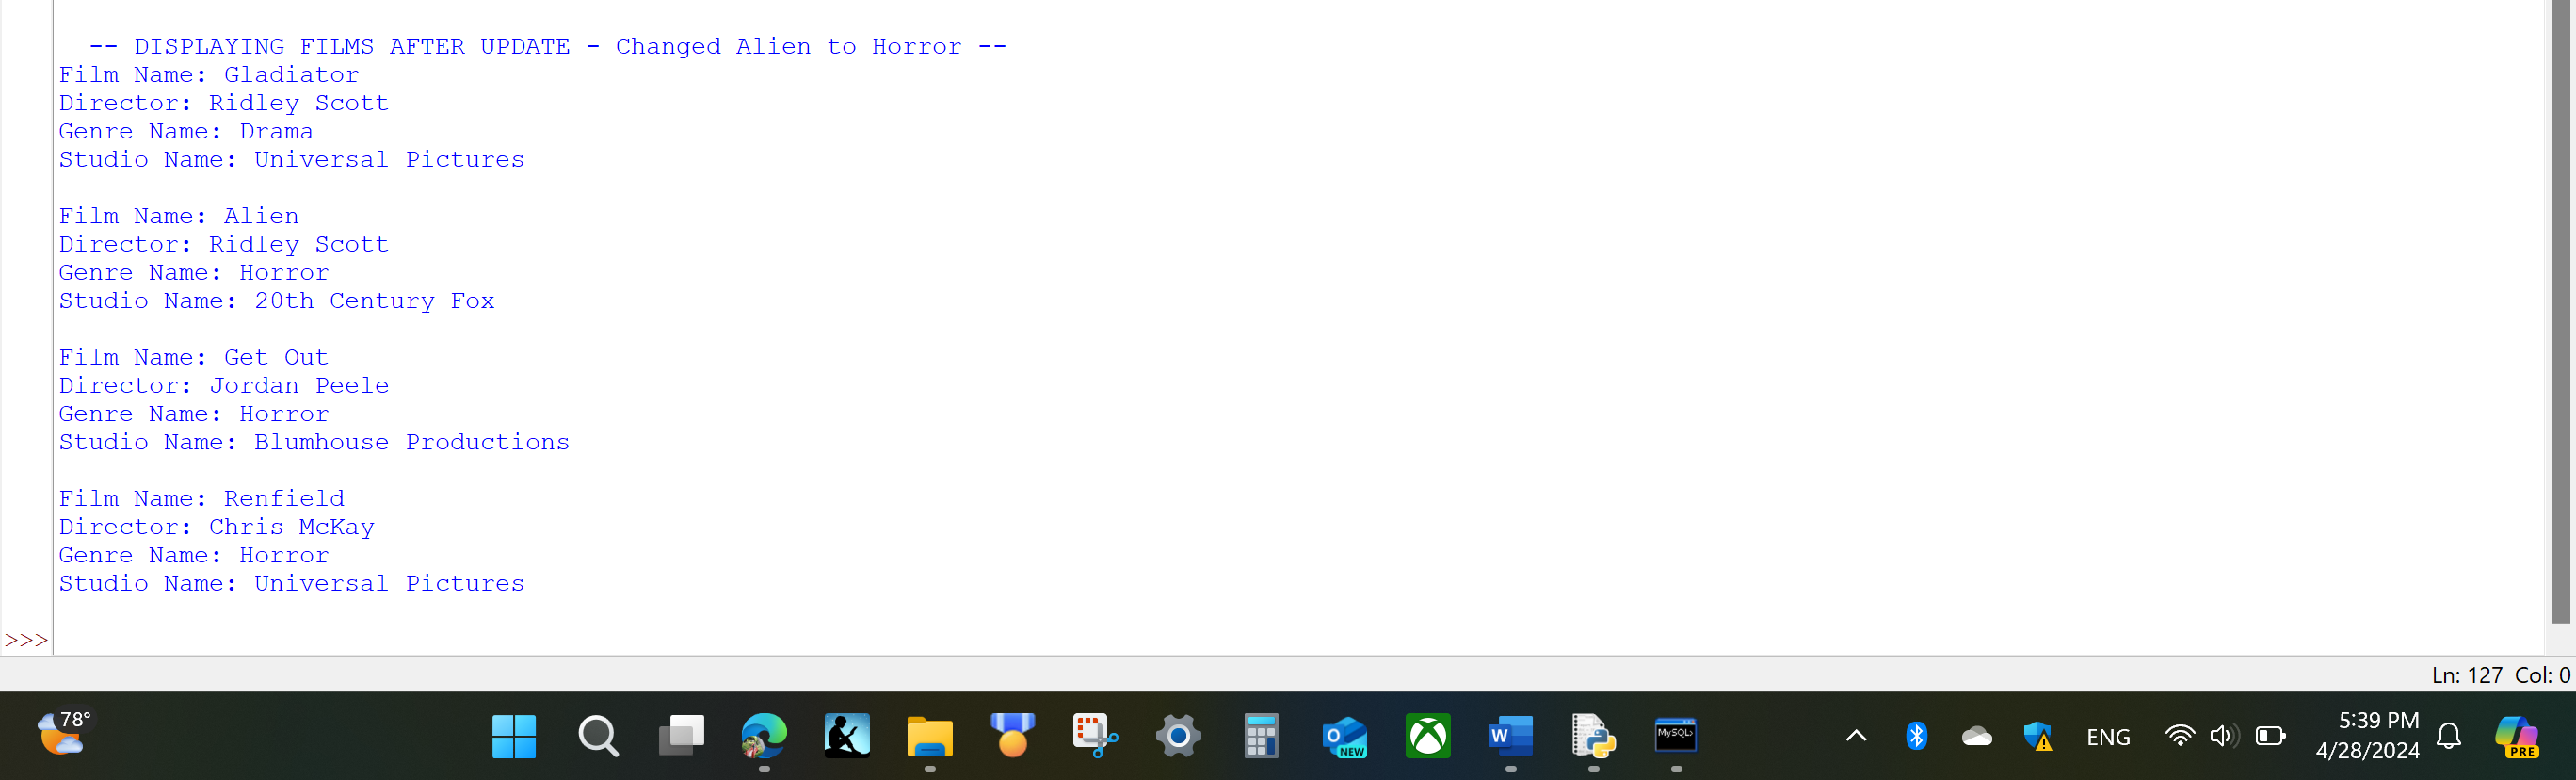 -- DISPLAYING FILMS AFTER UPDATE - Changed Alien to Horror --
Film Name: Gladiator
Director: Ridley Scott
Genre Name: Drama
Studio Name: Universal Pictures
Film Name: Alien
Director: Ridley Scott
Genre Name: Horror
Studio Name: 20th Century Fox
Film Name: Get Out
Director: Jordan Peele
Genre Name: Horror
Studio Name: Blumhouse Productions
Film Name: Renfield
Director: Chris McKay
Genre Name: Horror
Studio Name: Universal Pictures
>>>
Ln: 127 Col: 0
78°
O NEW
W
MySQL>
ENG
5:39 PM
4/28/2024
PRE